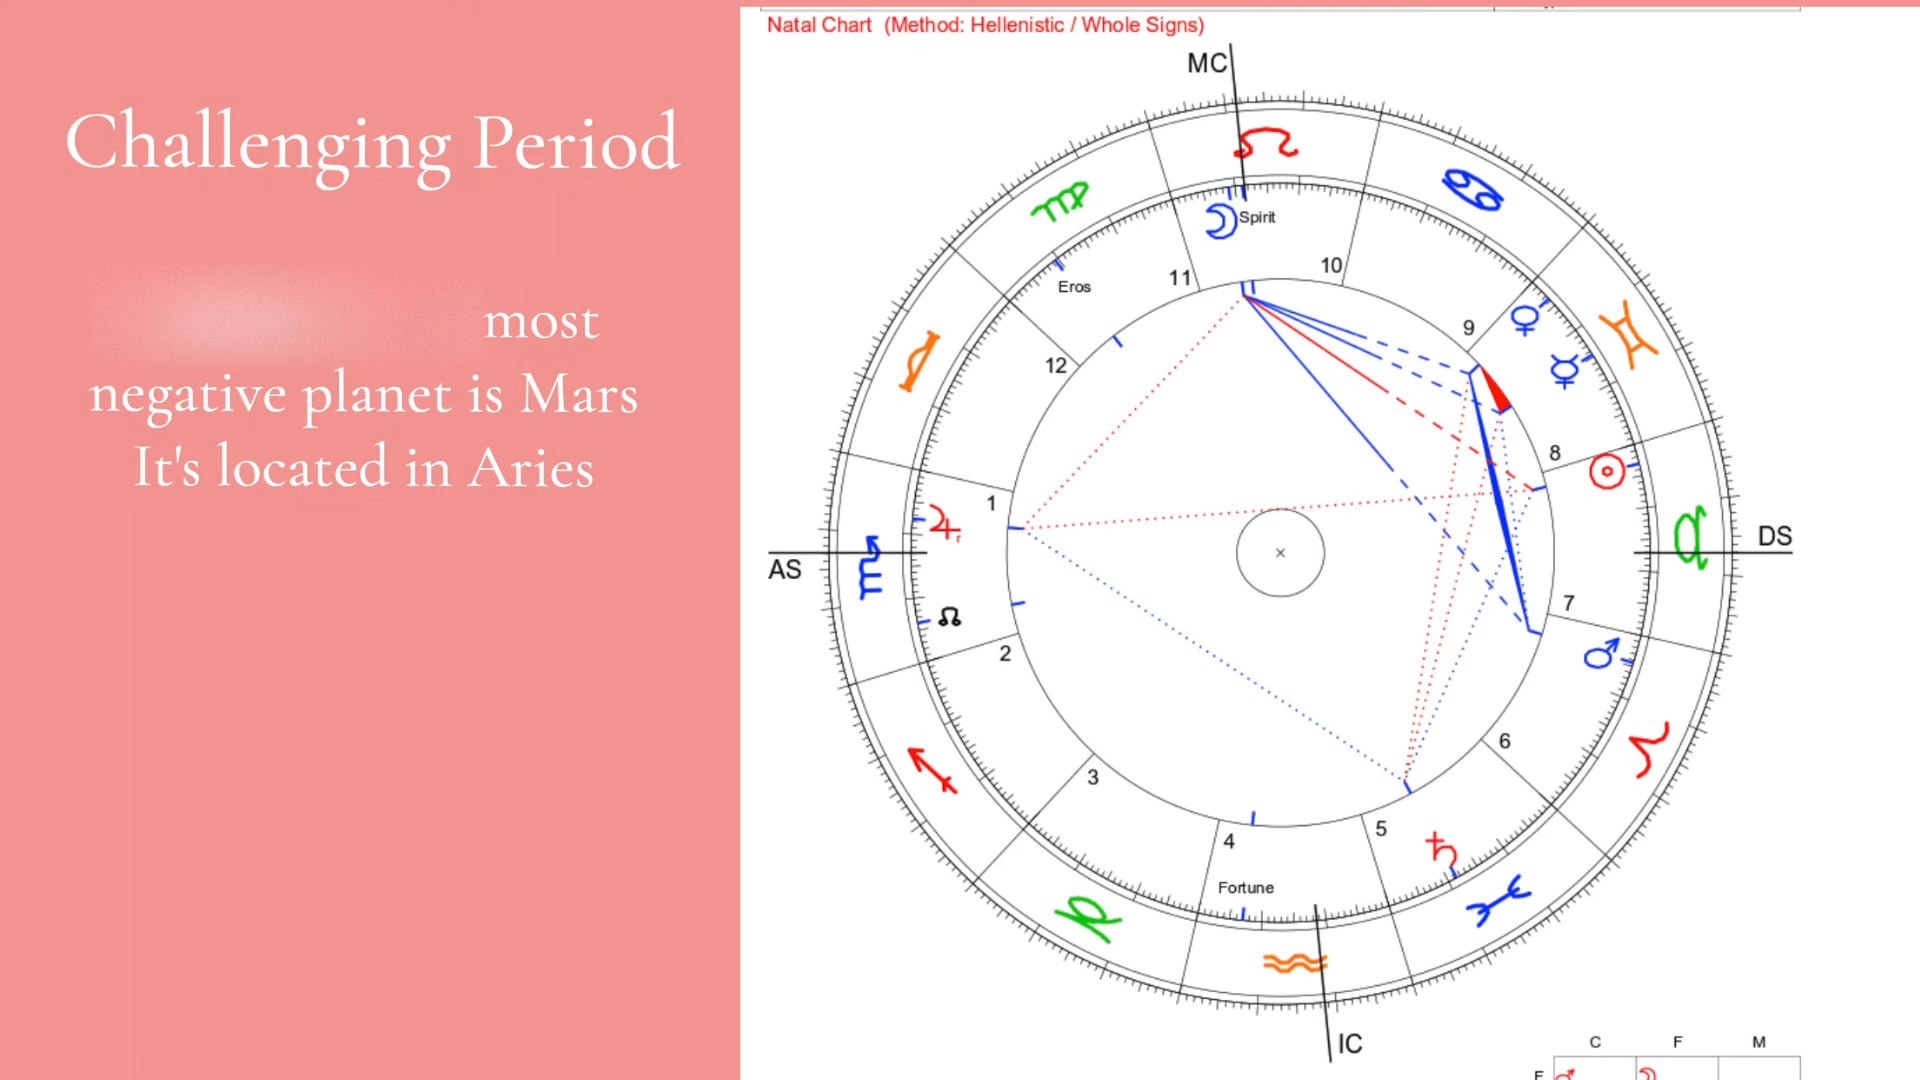 Challenging Period
most
negative planet is Mars
It's located in Aries
Natal Chart (Method: Hellenistic / Whole Signs)
MC
Spirit
11
10
Eros
9
12
8
1
AS
DS
7
2
6
3
5
4
Fortune
IC
C F M